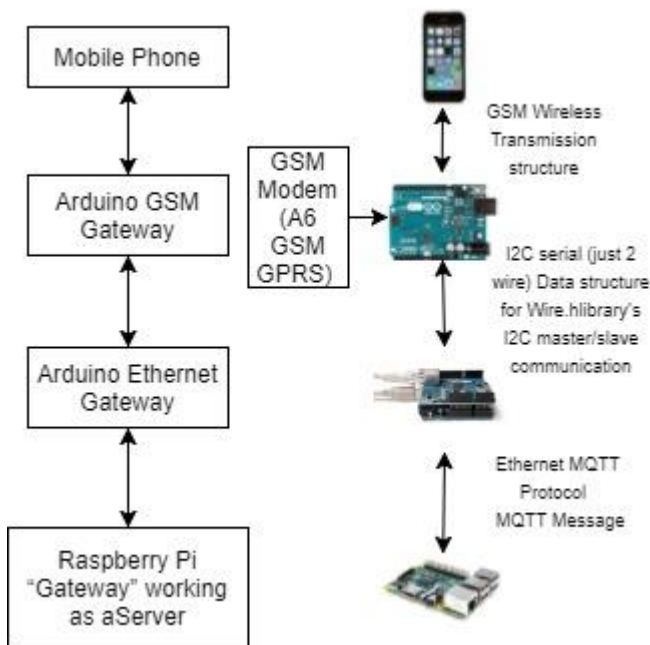 Mobile Phone
GSM Wireless
Transmission
structure
GSM
Modem
(A6
GSM
GPRS)
Arduino GSM
Gateway
I2C serial (just 2
wire) Data structure
for Wire.hlibrary's
I2C master/slave
communication
Arduino Ethernet
Gateway
Ethernet MQTT
Protocol
MQTT Message
Raspberry Pi
“Gateway” working
as aServer